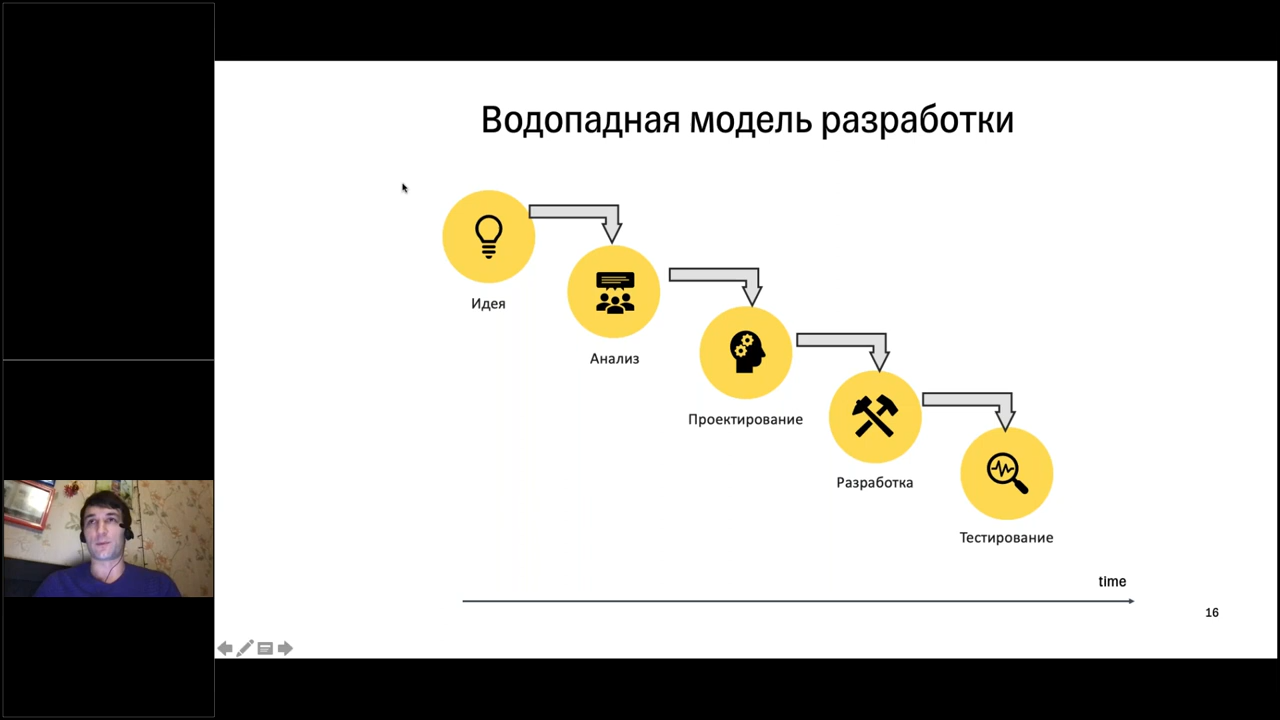 Водопадная модель разработки
Идея
Анализ
Проектирование
Разработка
Тестирование
time
16